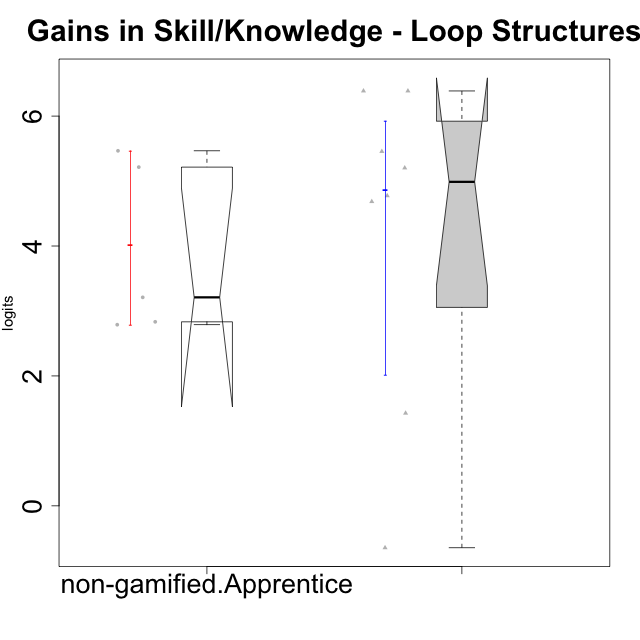 Gains in Skill/Knowledge - Loop Structures
6
4
2
0
logits
non-gamified.Apprentice